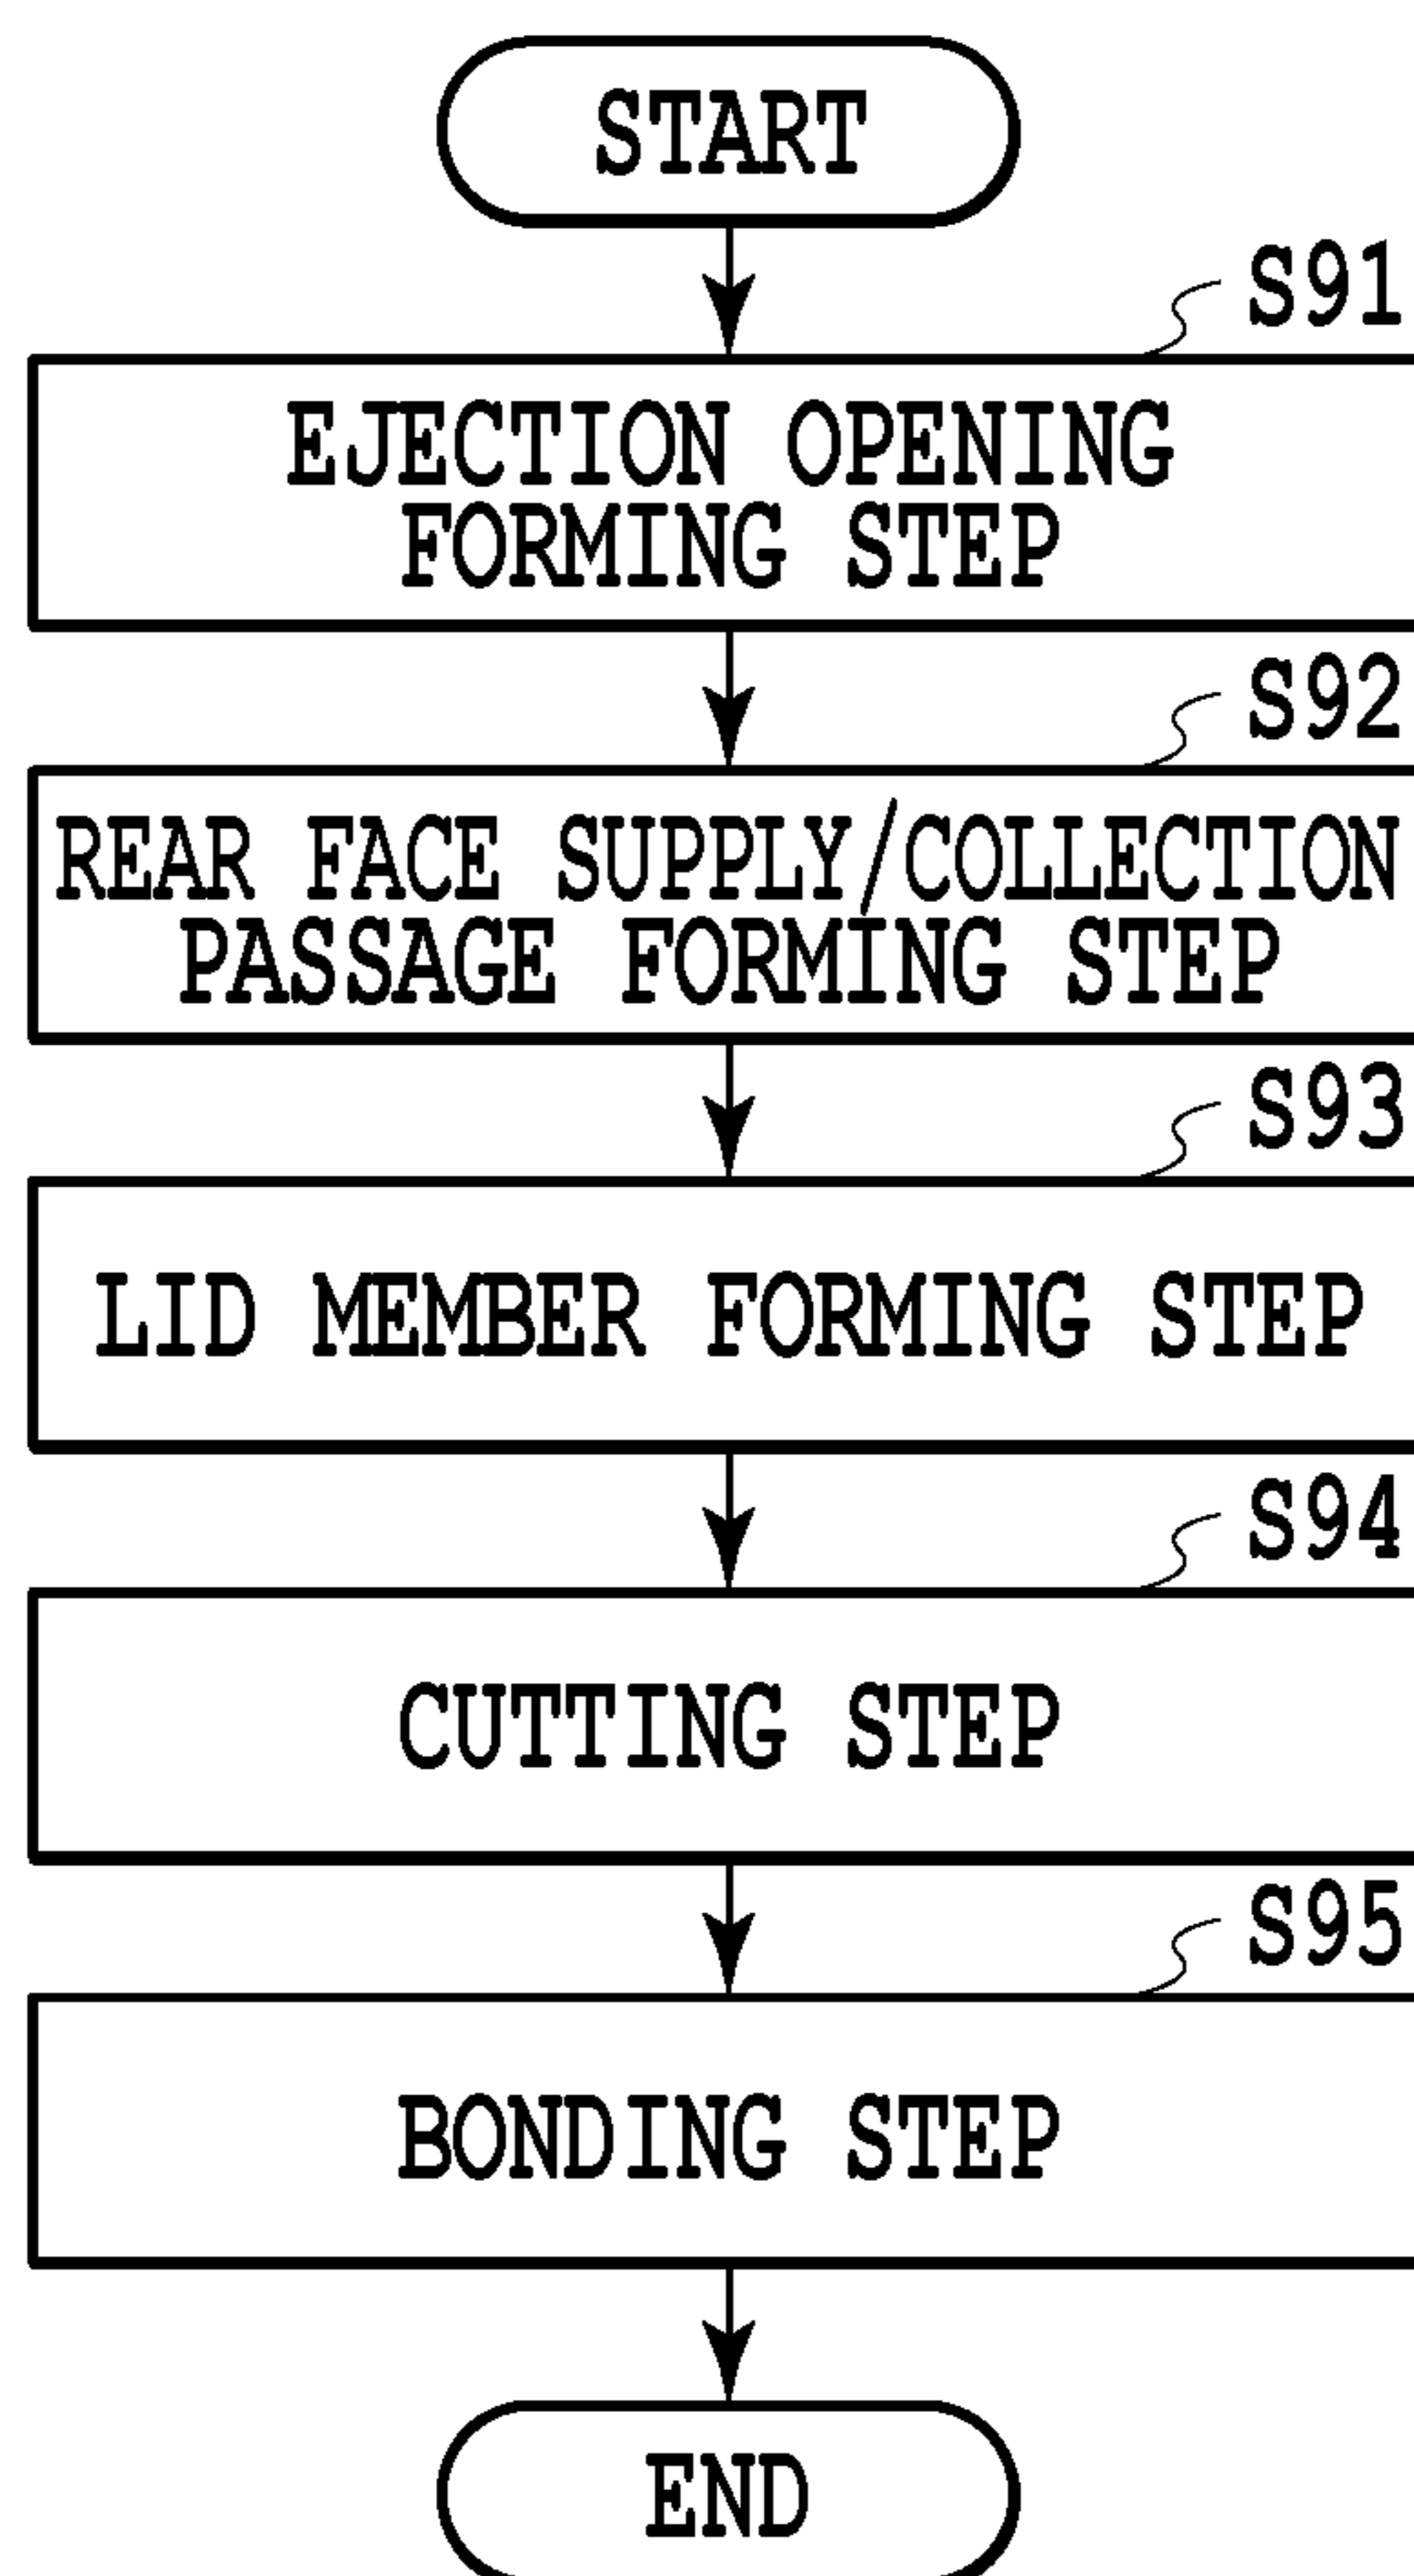 START
S91
EJECTION OPENING
FORMING STEP
S92
REAR FACE SUPPLY/COLLECTION
PASSAGE FORMING STEP
S93
LID MEMBER FORMING STEP
S94
CUTTING STEP
S95
BONDING STEP
END